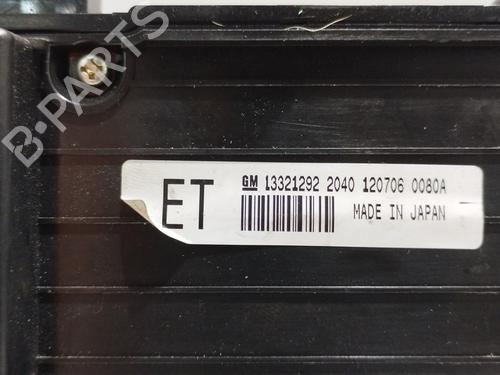 B-PARTS
ET
GM 13321292 2040 120706 0080A
MADE IN JAPAN